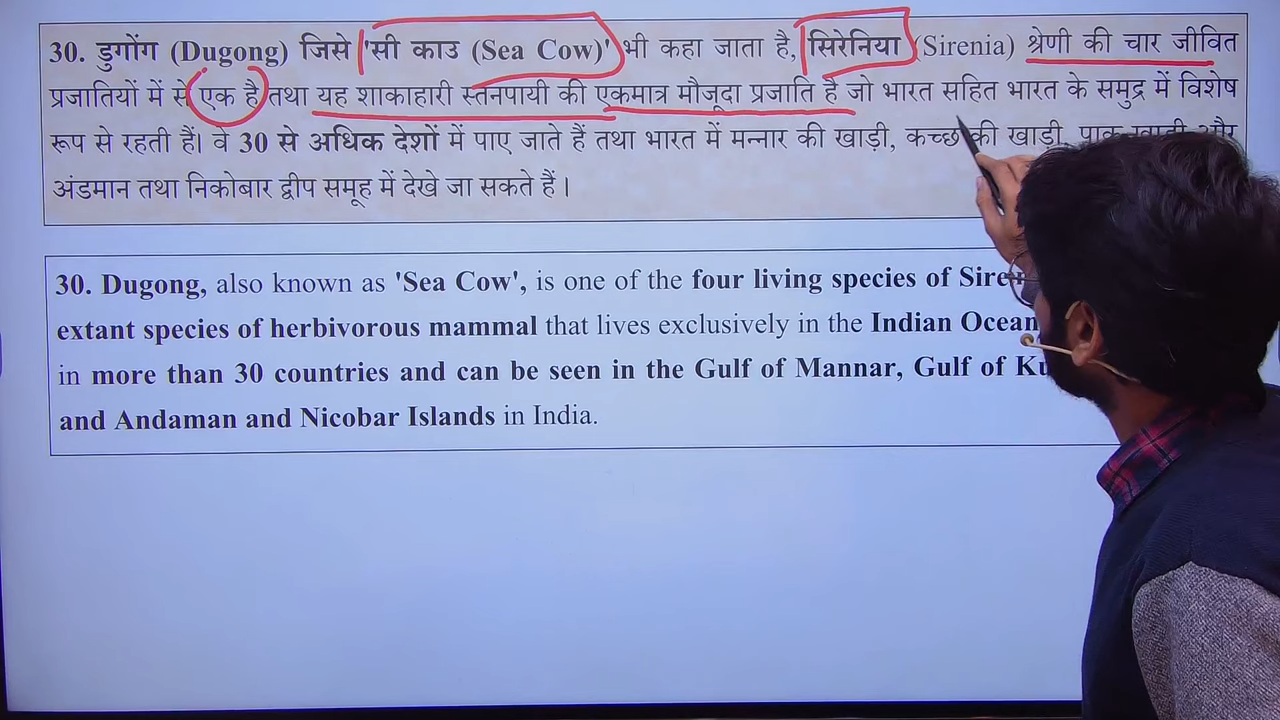 30. डुगोंग (Dugong) जिसे 'सी काउ (Sea Cow)' भी कहा जाता है, सिरेनिया (Sirenia) श्रेणी की चार जीवित
प्रजातियों में से एक है तथा यह शाकाहारी स्तनपायी की एकमात्र मौजूदा प्रजाति है जो भारत सहित भारत के समुद्र में विशेष
रूप से रहती हैं। वे 30 से अधिक देशों में पाए जाते हैं तथा भारत में मन्नार की खाड़ी, कच्छ की खाड़ी, पाक खाड़ी और
अंडमान तथा निकोबार द्वीप समूह में देखे जा सकते हैं।
30. Dugong, also known as 'Sea Cow', is one of the four living species of
extant species of herbivorous mammal that lives exclusively in the Indian Ocean
in more than 30 countries and can be seen in the Gulf of Mannar, Gulf of
and Andaman and Nicobar Islands in India.